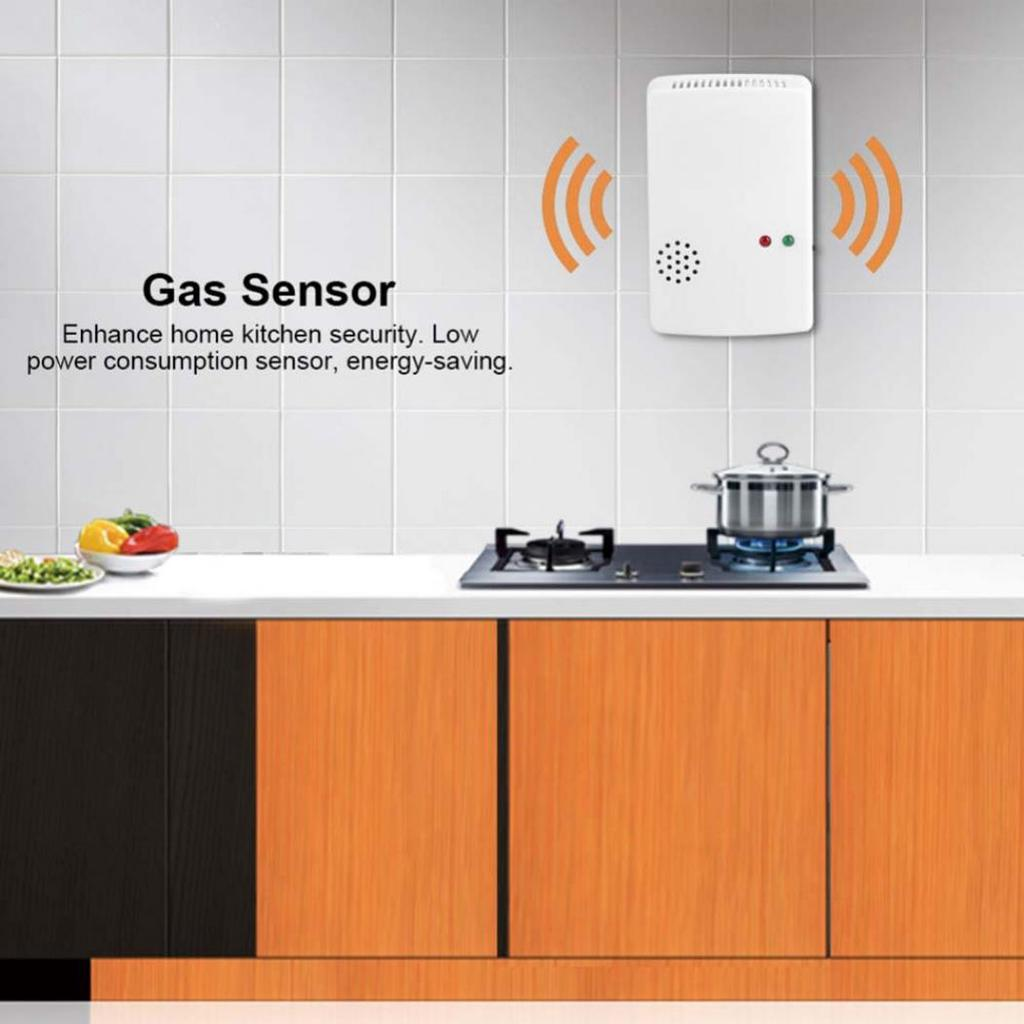 Gas Sensor
Enhance home kitchen security. Low
power consumption sensor, energy-saving.